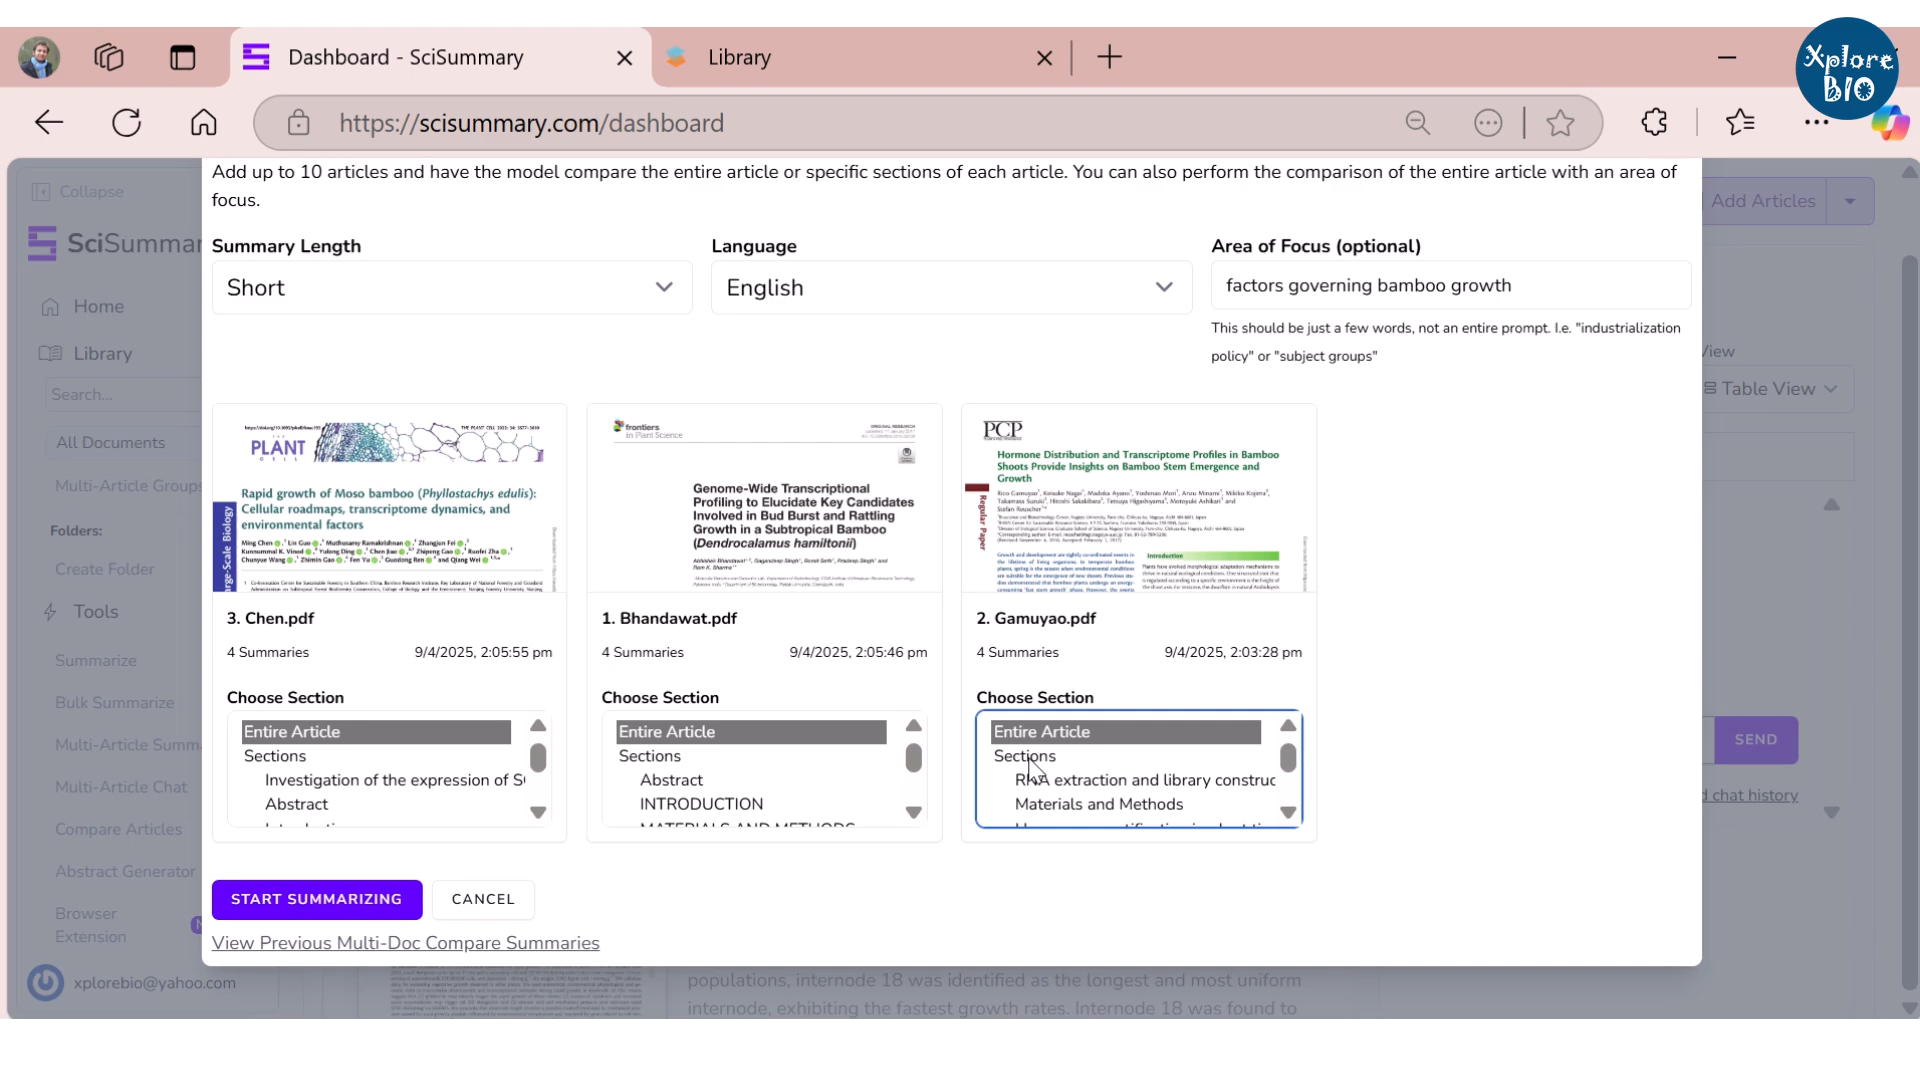 Dashboard - SciSummary
Library
Xplore
BIO
https://scisummary.com/dashboard
Collapse
SciSummar
Home
Library
Search...
All Documents
Multi-Article Groups
Folders:
Create Folder
Tools
Summarize
Bulk Summarize
Multi-Article Summ
Multi-Article Chat
Compare Articles
Abstract Generator
Browser
Extension
xplorebio@yahoo.com
Add up to 10 articles and have the model compare the entire article or specific sections of each article. You can also perform the comparison of the entire article with an area of
focus.
Summary Length
Language
Area of Focus (optional)
Short
English
factors governing bamboo growth
This should be just a few words, not an entire prompt. I.e. "industrialization
policy" or "subject groups"
PLANT
Rapid growth of Moso bamboo (Phyllostachys edulis):
Cellular roadmaps, transcriptome dynamics, and
environmental factors
3. Chen.pdf
4 Summaries
9/4/2025, 2:05:55 pm
Choose Section
Entire Article
Sections
Investigation of the expression of S
Abstract
frontiers
in Plant Science
Genome-Wide Transcriptional
Profiling to Elucidate Key Candidates
Involved in Bud Burst and Rattling
Growth in a Subtropical Bamboo
(Dendrocalamus hamiltonii)
1. Bhandawat.pdf
4 Summaries
9/4/2025, 2:05:46 pm
Choose Section
Entire Article
Sections
Abstract
INTRODUCTION
MATERIALS AND METHODS
PCP
Regular Paper
Hormone Distribution and Transcriptome Profiles in Bamboo
Shoots Provide Insights on Bamboo Stem Emergence and
Growth
Introduction
2. Gamuyao.pdf
4 Summaries
9/4/2025, 2:03:28 pm
Choose Section
Entire Article
Sections
RNA extraction and library construc
Materials and Methods
START SUMMARIZING
CANCEL
View Previous Multi-Doc Compare Summaries
Add Articles
View
Table View
SEND
d chat history
populations, internode 18 was identified as the longest and most uniform
internode, exhibiting the fastest growth rates. Internode 18 was found to